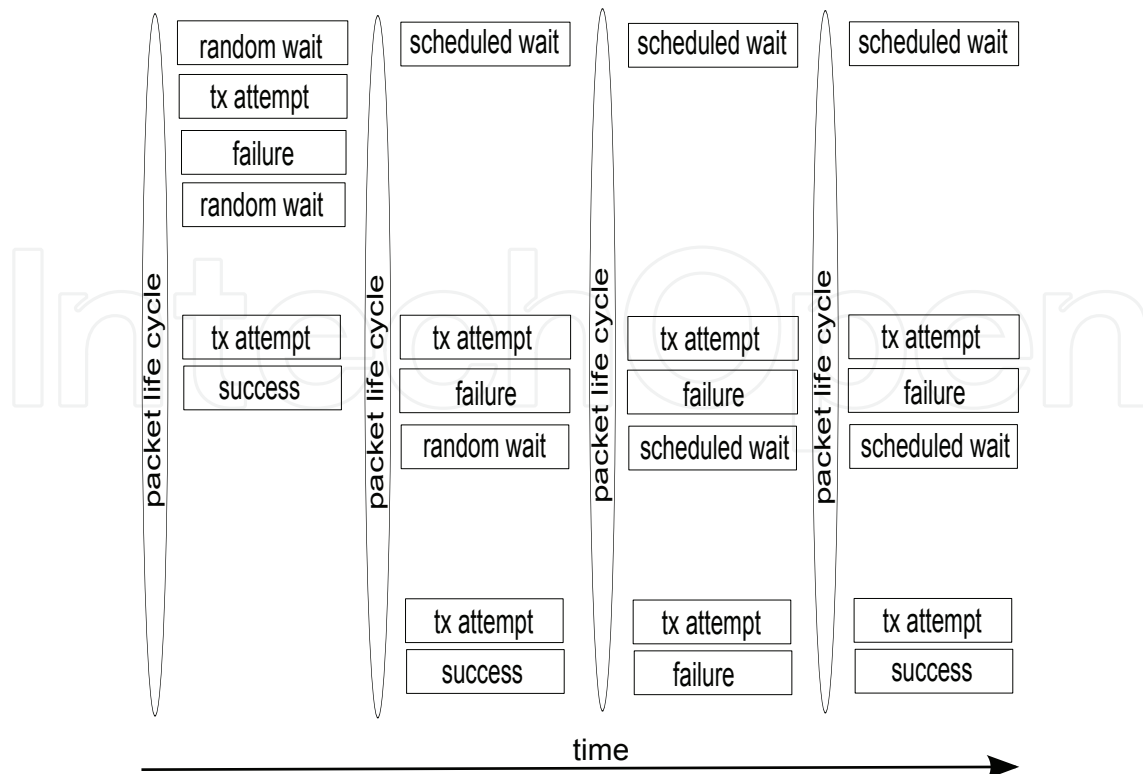 packet life cycle
random wait
tx attempt
failure
random wait
tx attempt
success
packet life cycle
scheduled wait
tx attempt
failure
random wait
tx attempt
success
packet life cycle
scheduled wait
tx attempt
failure
scheduled wait
tx attempt
failure
packet life cycle
scheduled wait
tx attempt
failure
scheduled wait
tx attempt
success
time
IntechOpen